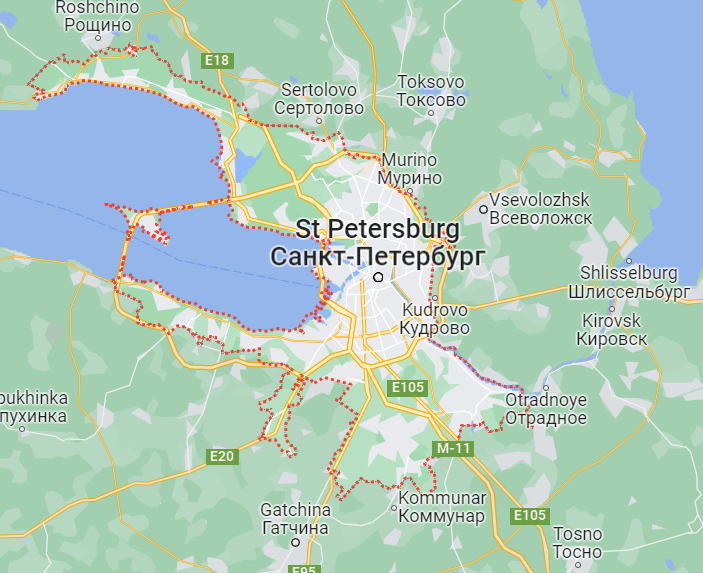 Roshchino
Рощино
E18
Sertolovo
Сертолово
Toksovo
Токсово
Murino
Мурино
Vsevolozhsk
Всеволожск
St Petersburg
Санкт-Петербург
Shlisselburg
Шлиссельбург
Kudrovo
Кудрово
Kirovsk
Кировск
E105
Otradnoye
Отрадное
pukhinka
пухинка
E20
M-11
Gatchina
Гатчина
Kommunar
Коммунар
E105
Tosno
Тосно
E95